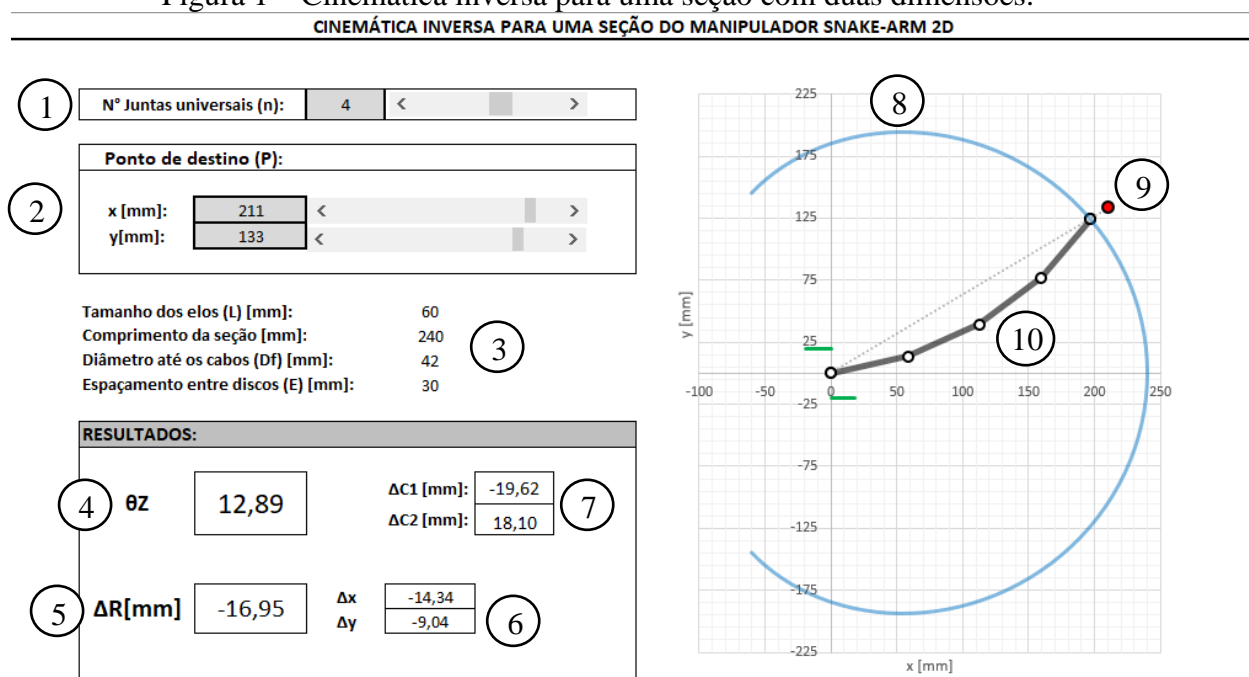 Figura 1 – Cinemática inversa para uma seção com duas dimensões.
CINEMÁTICA INVERSA PARA UMA SEÇÃO DO MANIPULADOR SNAKE-ARM 2D
1
N° Juntas universais (n): 4 < >
2
Ponto de destino (P):
x [mm]: 211 < >
y[mm]: 133 < >
Tamanho dos elos (L) [mm]: 60
Comprimento da seção [mm]: 240
Diâmetro até os cabos (Df) [mm]: 42
Espaçamento entre discos (E) [mm]: 30
3
RESULTADOS:
4
θZ 12,89
ΔC1 [mm]: -19,62
ΔC2 [mm]: 18,10
7
5
ΔR[mm] -16,95
Δx -14,34
Δy -9,04
6
8
9
10
225
175
125
75
25
-25
-75
-125
-175
-225
-100 -50 0 50 100 150 200 250
y [mm]
x [mm]